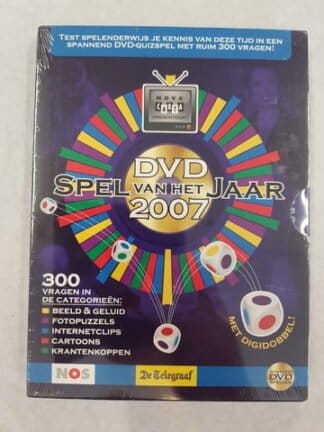 TEST SPELENDERWIJS JE KENNIS VAN DEZE TIJD IN EEN
SPANNEND DVD-QUIZSPEL MET RUIM 300 VRAGEN!
NOVA
PRESENTEERT
DVD
SPEL VAN HET JAAR
2007
300
VRAGEN IN
DE CATEGORIEËN:
BEELD & GELUID
FOTOPUZZELS
INTERNETCLIPS
CARTOONS
KRANTENKOPPEN
MET DIGIDOBBEL!
NOS
De Telegraaf
DVD
SPELLEN